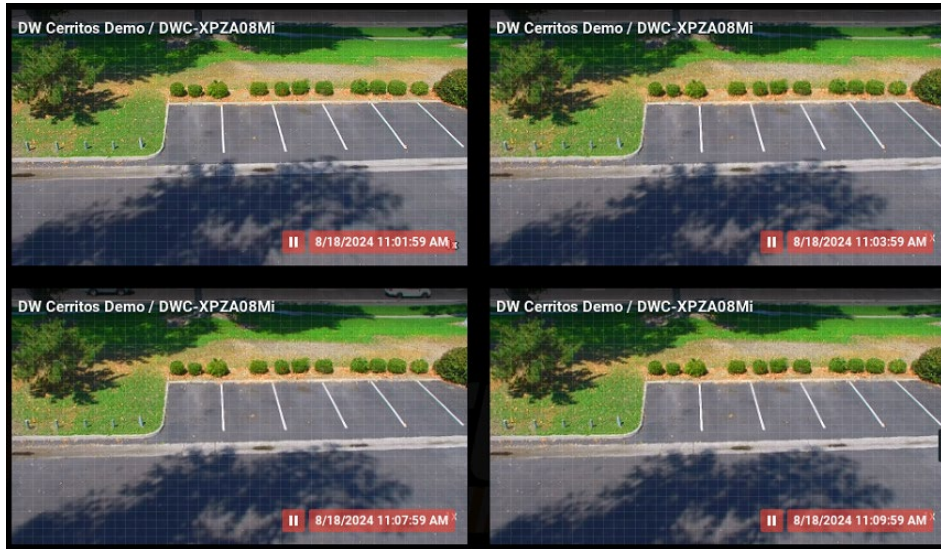 DW Cerritos Demo / DWC-XPZA08Mi
8/18/2024 11:01:59 AM
DW Cerritos Demo / DWC-XPZA08Mi
8/18/2024 11:03:59 AM
DW Cerritos Demo / DWC-XPZA08Mi
8/18/2024 11:07:59 AM
DW Cerritos Demo / DWC-XPZA08Mi
8/18/2024 11:09:59 AM